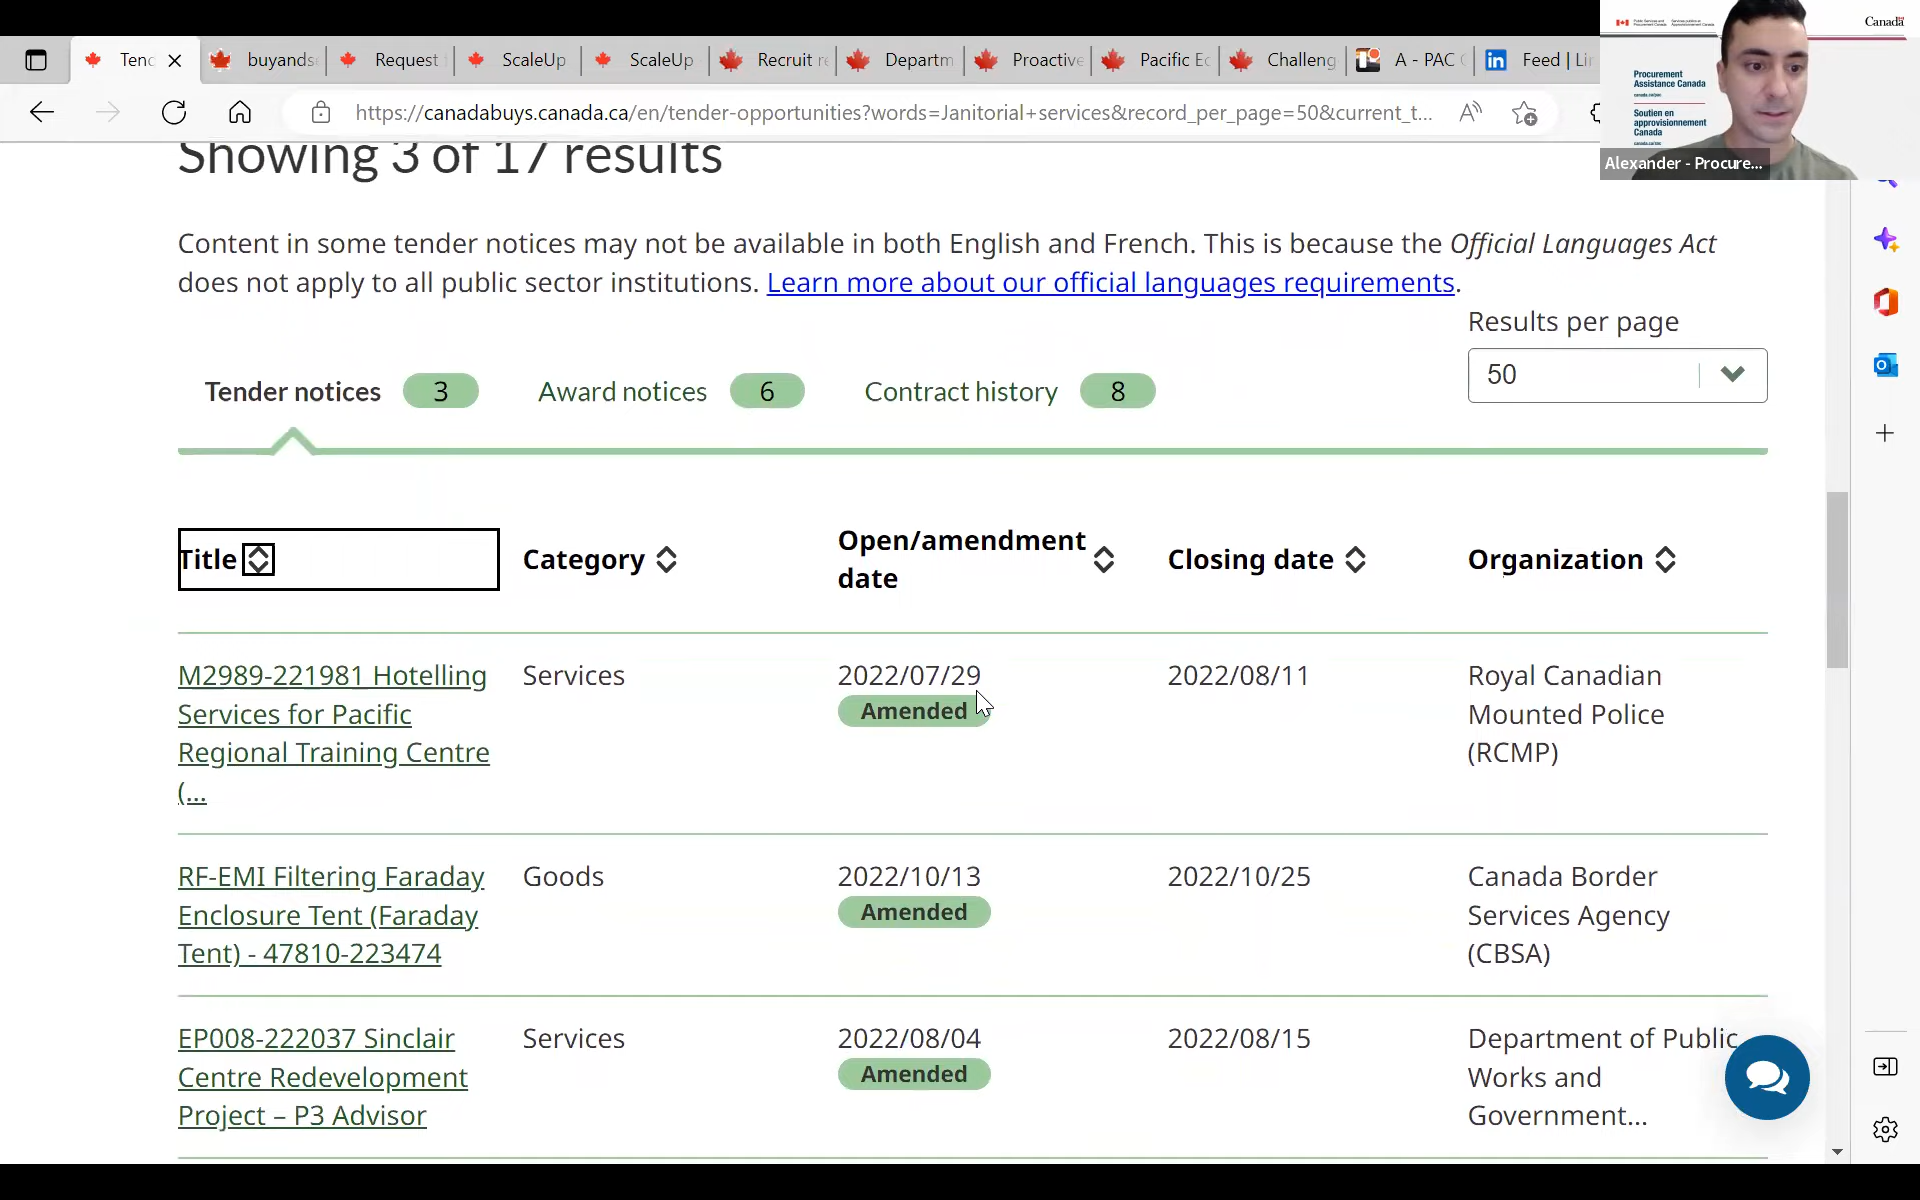 Tenc
buyands
Request
ScaleUp
ScaleUp
Recruit re
Departm
Proactive
Pacific Ec
Challeng
A - PAC
Feed | Lin
https://canadabuys.canada.ca/en/tender-opportunities?words=Janitorial+services&record_per_page=50&current_t...
Canada
Procurement
Assistance Canada
Soutien en
approvisionnement
Canada
Alexander - Procure...
Showing 3 of 17 results
Content in some tender notices may not be available in both English and French. This is because the Official Languages Act
does not apply to all public sector institutions. Learn more about our official languages requirements.
Results per page
50
Tender notices 3 Award notices 6 Contract history 8
Title Category Open/amendment date Closing date Organization
M2989-221981 Hotelling Services for Pacific Regional Training Centre (...
Services
2022/07/29
Amended
2022/08/11
Royal Canadian Mounted Police (RCMP)
RF-EMI Filtering Faraday Enclosure Tent (Faraday Tent) - 47810-223474
Goods
2022/10/13
Amended
2022/10/25
Canada Border Services Agency (CBSA)
EP008-222037 Sinclair Centre Redevelopment Project – P3 Advisor
Services
2022/08/04
Amended
2022/08/15
Department of Public Works and Government...